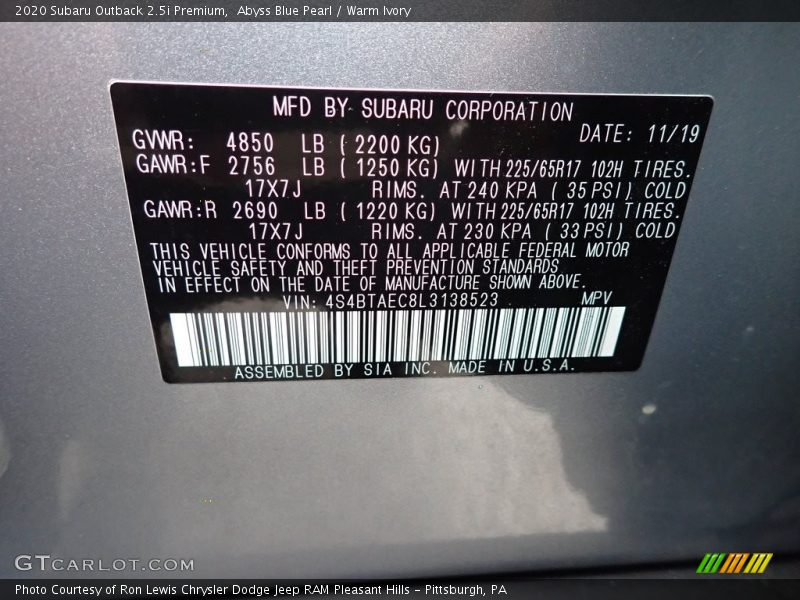 2020 Subaru Outback 2.5i Premium,  Abyss Blue Pearl / Warm Ivory
MFD BY SUBARU CORPORATION
DATE: 11/19
GVWR: 4850 LB ( 2200 KG)
GAWR:F 2756 LB ( 1250 KG) WITH 225/65R17 102H TIRES.
17X7J RIMS. AT 240 KPA ( 35 PSI) COLD
GAWR:R 2690 LB ( 1220 KG) WITH 225/65R17 102H TIRES.
17X7J RIMS. AT 230 KPA ( 33 PSI) COLD
THIS VEHICLE CONFORMS TO ALL APPLICABLE FEDERAL MOTOR
VEHICLE SAFETY AND THEFT PREVENTION STANDARDS
IN EFFECT ON THE DATE OF MANUFACTURE SHOWN ABOVE.
VIN: 4S4BTAEC8L3138523 MPV
ASSEMBLED BY SIA INC. MADE IN U.S.A.
GTCARLOT.COM
Photo Courtesy of Ron Lewis Chrysler Dodge Jeep RAM Pleasant Hills - Pittsburgh, PA